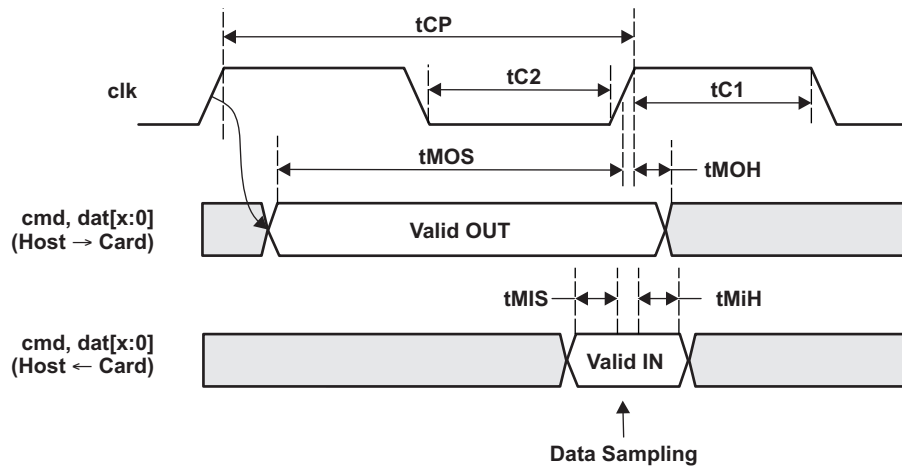 tCP
clk
tC2
tC1
tMOS
tMOH
cmd, dat[x:0]
(Host → Card)
Valid OUT
tMIS
tMiH
cmd, dat[x:0]
(Host ← Card)
Valid IN
Data Sampling